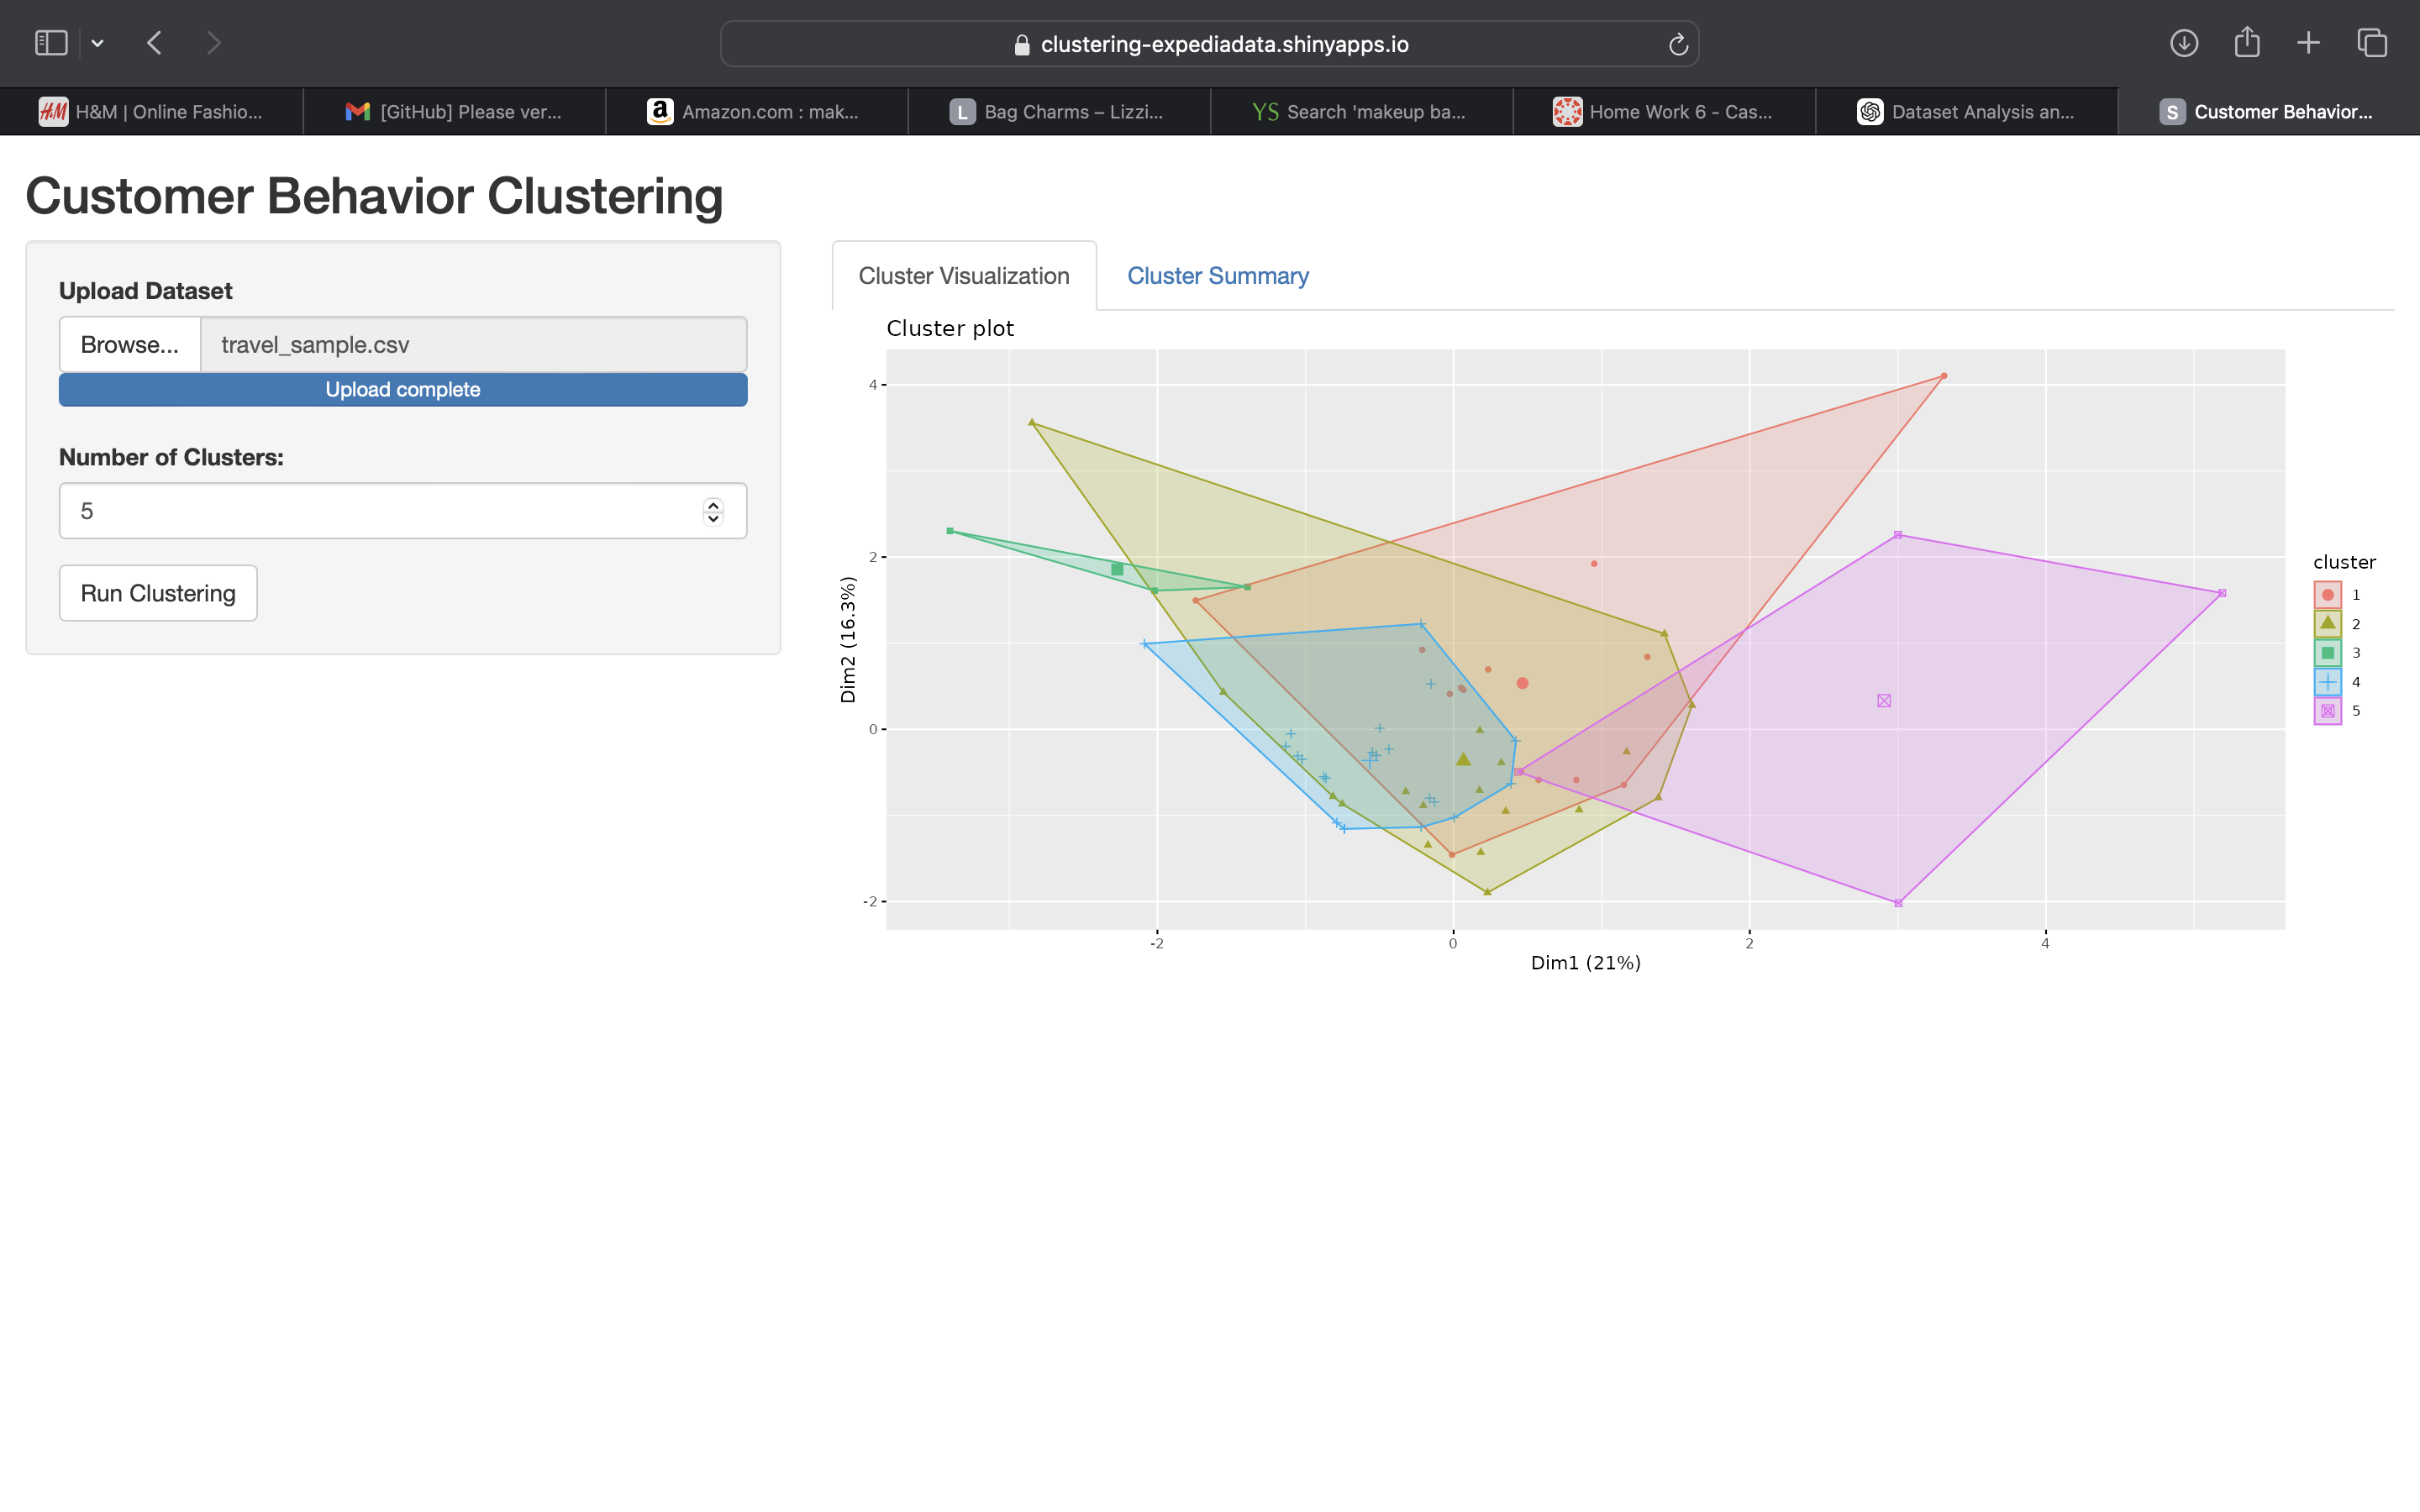 clustering-expediadata.shinyapps.io
H&M | Online Fashio...
[GitHub] Please ver...
Amazon.com : mak...
L Bag Charms – Lizzi...
YS Search 'makeup ba...
Home Work 6 - Cas...
Dataset Analysis an...
S Customer Behavior...
Customer Behavior Clustering
Upload Dataset
Browse... travel_sample.csv
Upload complete
Number of Clusters:
5
Run Clustering
Cluster Visualization
Cluster Summary
Cluster plot
4
2
0
-2
Dim2 (16.3%)
-2 0 2 4
Dim1 (21%)
cluster
1
2
3
4
5